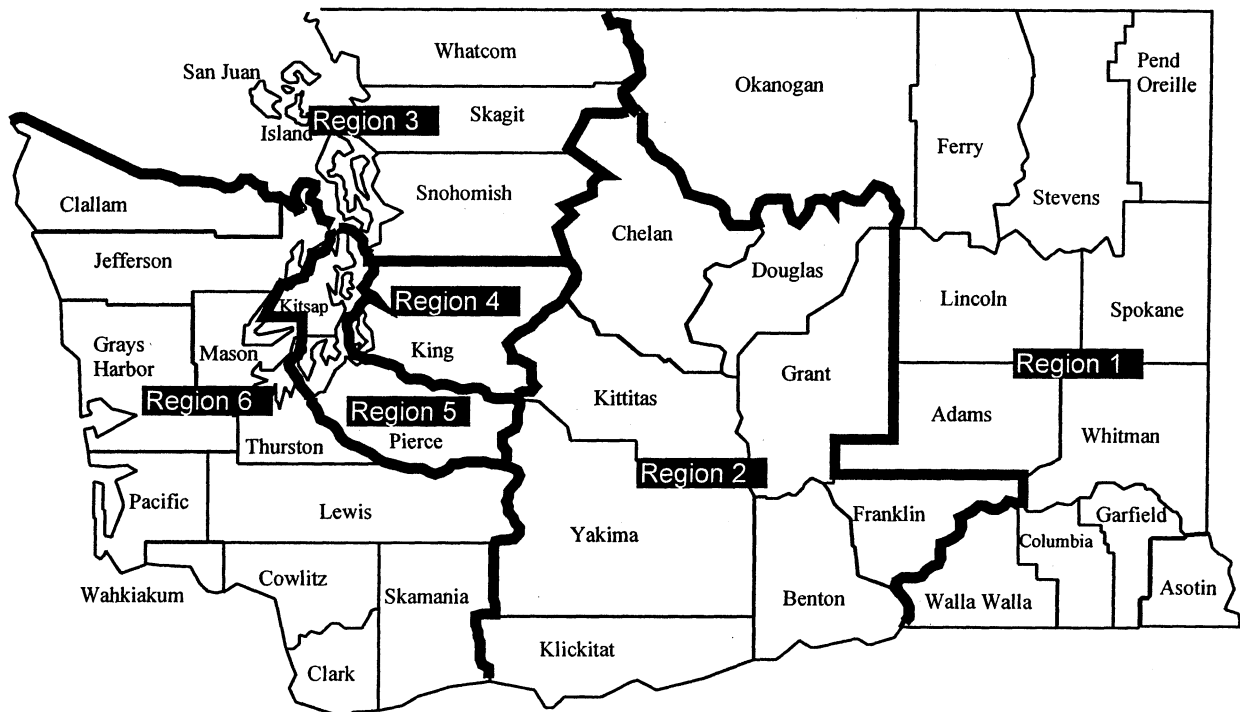 Whatcom
San Juan
Okanogan
Pend
Oreille
Island
Region 3
Skagit
Ferry
Snohomish
Stevens
Clallam
Chelan
Jefferson
Douglas
Kitsap
Region 4
Lincoln
Spokane
Grays
Harbor
Mason
King
Region 1
Grant
Region 6
Region 5
Kittitas
Adams
Whitman
Thurston
Pierce
Region 2
Pacific
Lewis
Franklin
Garfield
Yakima
Columbia
Wahkiakum
Cowlitz
Skamania
Benton
Walla Walla
Asotin
Klickitat
Clark